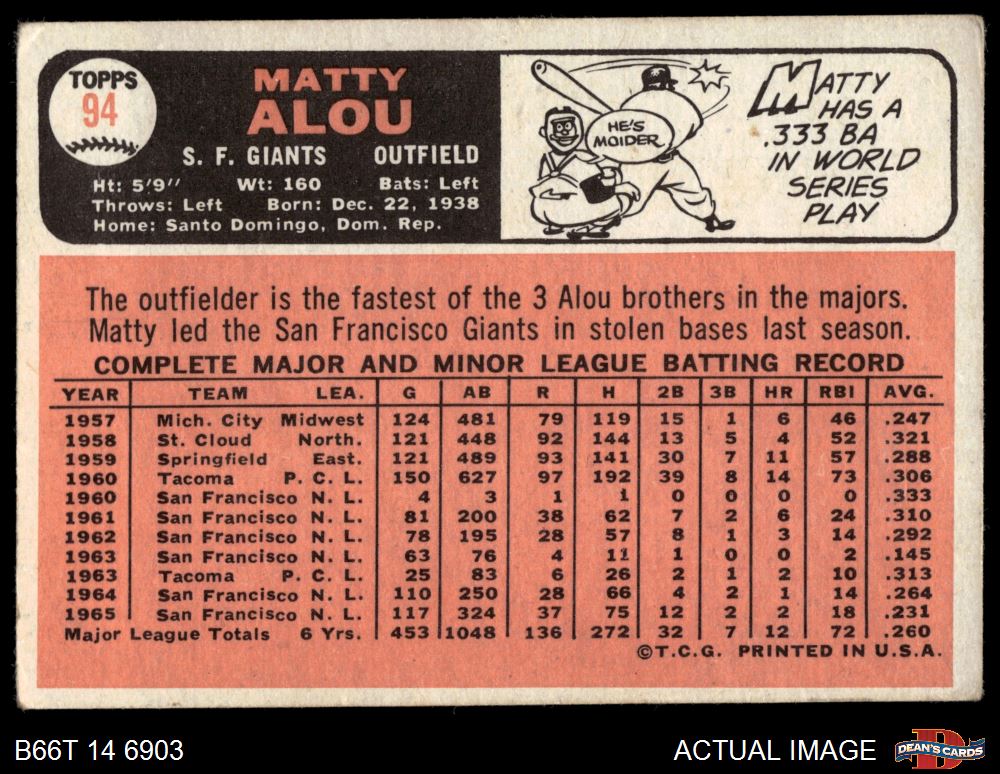 TOPPS
94
MATTY
ALOU
S. F. GIANTS OUTFIELD
Ht: 5'9" Wt: 160 Bats: Left
Throws: Left Born: Dec. 22, 1938
Home: Santo Domingo, Dom. Rep.
HE'S
MOIDER
MATTY
HAS A
.333 BA
IN WORLD
SERIES
PLAY
The outfielder is the fastest of the 3 Alou brothers in the majors.
Matty led the San Francisco Giants in stolen bases last season.
COMPLETE MAJOR AND MINOR LEAGUE BATTING RECORD
YEAR TEAM LEA. G AB R H 2B 3B HR RBI AVG.
1957 Mich. City Midwest 124 481 79 119 15 1 6 46 .247
1958 St. Cloud North. 121 448 92 144 13 5 4 52 .321
1959 Springfield East. 121 489 93 141 30 7 11 57 .288
1960 Tacoma P. C. L. 150 627 97 192 39 8 14 73 .306
1960 San Francisco N. L. 4 3 1 1 0 0 0 0 .333
1961 San Francisco N. L. 81 200 38 62 7 2 6 24 .310
1962 San Francisco N. L. 78 195 28 57 8 1 3 14 .292
1963 San Francisco N. L. 63 76 4 11 1 0 0 2 .145
1963 Tacoma P. C. L. 25 83 6 26 2 1 2 10 .313
1964 San Francisco N. L. 110 250 28 66 4 2 1 14 .264
1965 San Francisco N. L. 117 324 37 75 12 2 2 18 .231
Major League Totals 6 Yrs. 453 1048 136 272 32 7 12 72 .260
©T.C.G. PRINTED IN U.S.A.
B66T 14 6903
ACTUAL IMAGE
D
DEAN'S CARDS